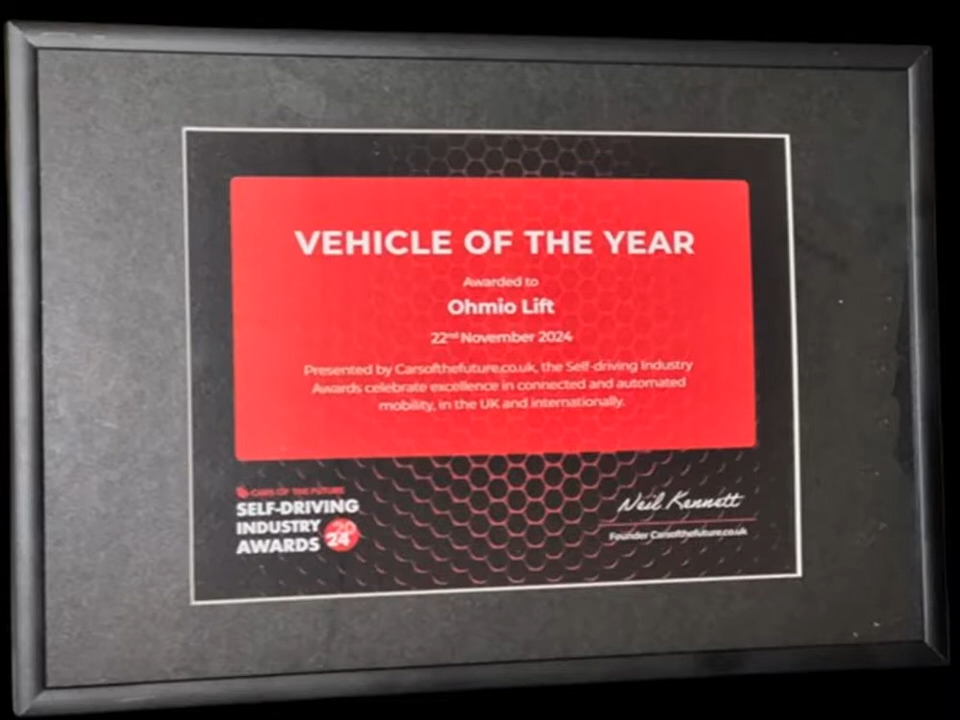 VEHICLE OF THE YEAR
Awarded to
Ohmio Lift
22nd November 2024
Presented by Carsofthefuture.co.uk, the Self-driving Industry
Awards celebrate excellence in connected and automated
mobility, in the UK and internationally.
CARS OF THE FUTURE
SELF-DRIVING
INDUSTRY
AWARDS
2024
Neil Kennett
Founder Carsofthefuture.co.uk